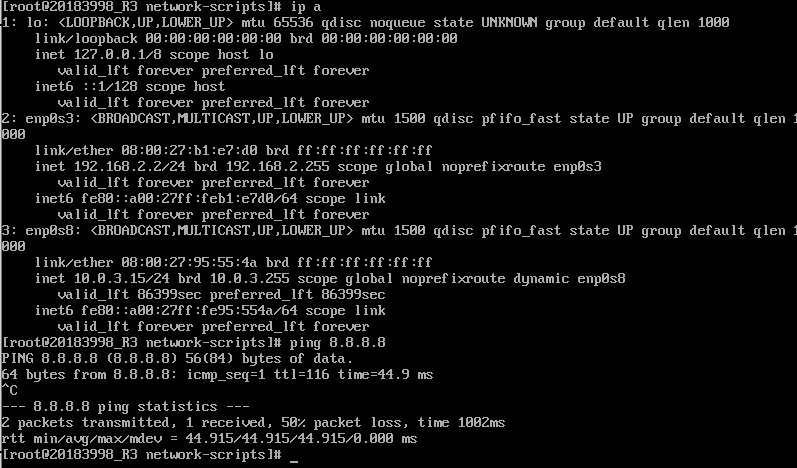 [root@20183998_R3 network-scripts]# ip a
1: lo: <LOOPBACK,UP,LOWER_UP> mtu 65536 qdisc noqueue state UNKNOWN group default qlen 1000
    link/loopback 00:00:00:00:00:00 brd 00:00:00:00:00:00
    inet 127.0.0.1/8 scope host lo
       valid_lft forever preferred_lft forever
    inet6 ::1/128 scope host
       valid_lft forever preferred_lft forever
2: enp0s3: <BROADCAST,MULTICAST,UP,LOWER_UP> mtu 1500 qdisc pfifo_fast state UP group default qlen 1
000
    link/ether 08:00:27:b1:e7:d0 brd ff:ff:ff:ff:ff:ff
    inet 192.168.2.2/24 brd 192.168.2.255 scope global noprefixroute enp0s3
       valid_lft forever preferred_lft forever
    inet6 fe80::a00:27ff:feb1:e7d0/64 scope link
       valid_lft forever preferred_lft forever
3: enp0s8: <BROADCAST,MULTICAST,UP,LOWER_UP> mtu 1500 qdisc pfifo_fast state UP group default qlen 1
000
    link/ether 08:00:27:95:55:4a brd ff:ff:ff:ff:ff:ff
    inet 10.0.3.15/24 brd 10.0.3.255 scope global noprefixroute dynamic enp0s8
       valid_lft 86399sec preferred_lft 86399sec
    inet6 fe80::a00:27ff:fe95:554a/64 scope link
       valid_lft forever preferred_lft forever
[root@20183998_R3 network-scripts]# ping 8.8.8.8
PING 8.8.8.8 (8.8.8.8) 56(84) bytes of data.
64 bytes from 8.8.8.8: icmp_seq=1 ttl=116 time=44.9 ms
^C
--- 8.8.8.8 ping statistics ---
2 packets transmitted, 1 received, 50% packet loss, time 1002ms
rtt min/avg/max/mdev = 44.915/44.915/44.915/0.000 ms
[root@20183998_R3 network-scripts]# _